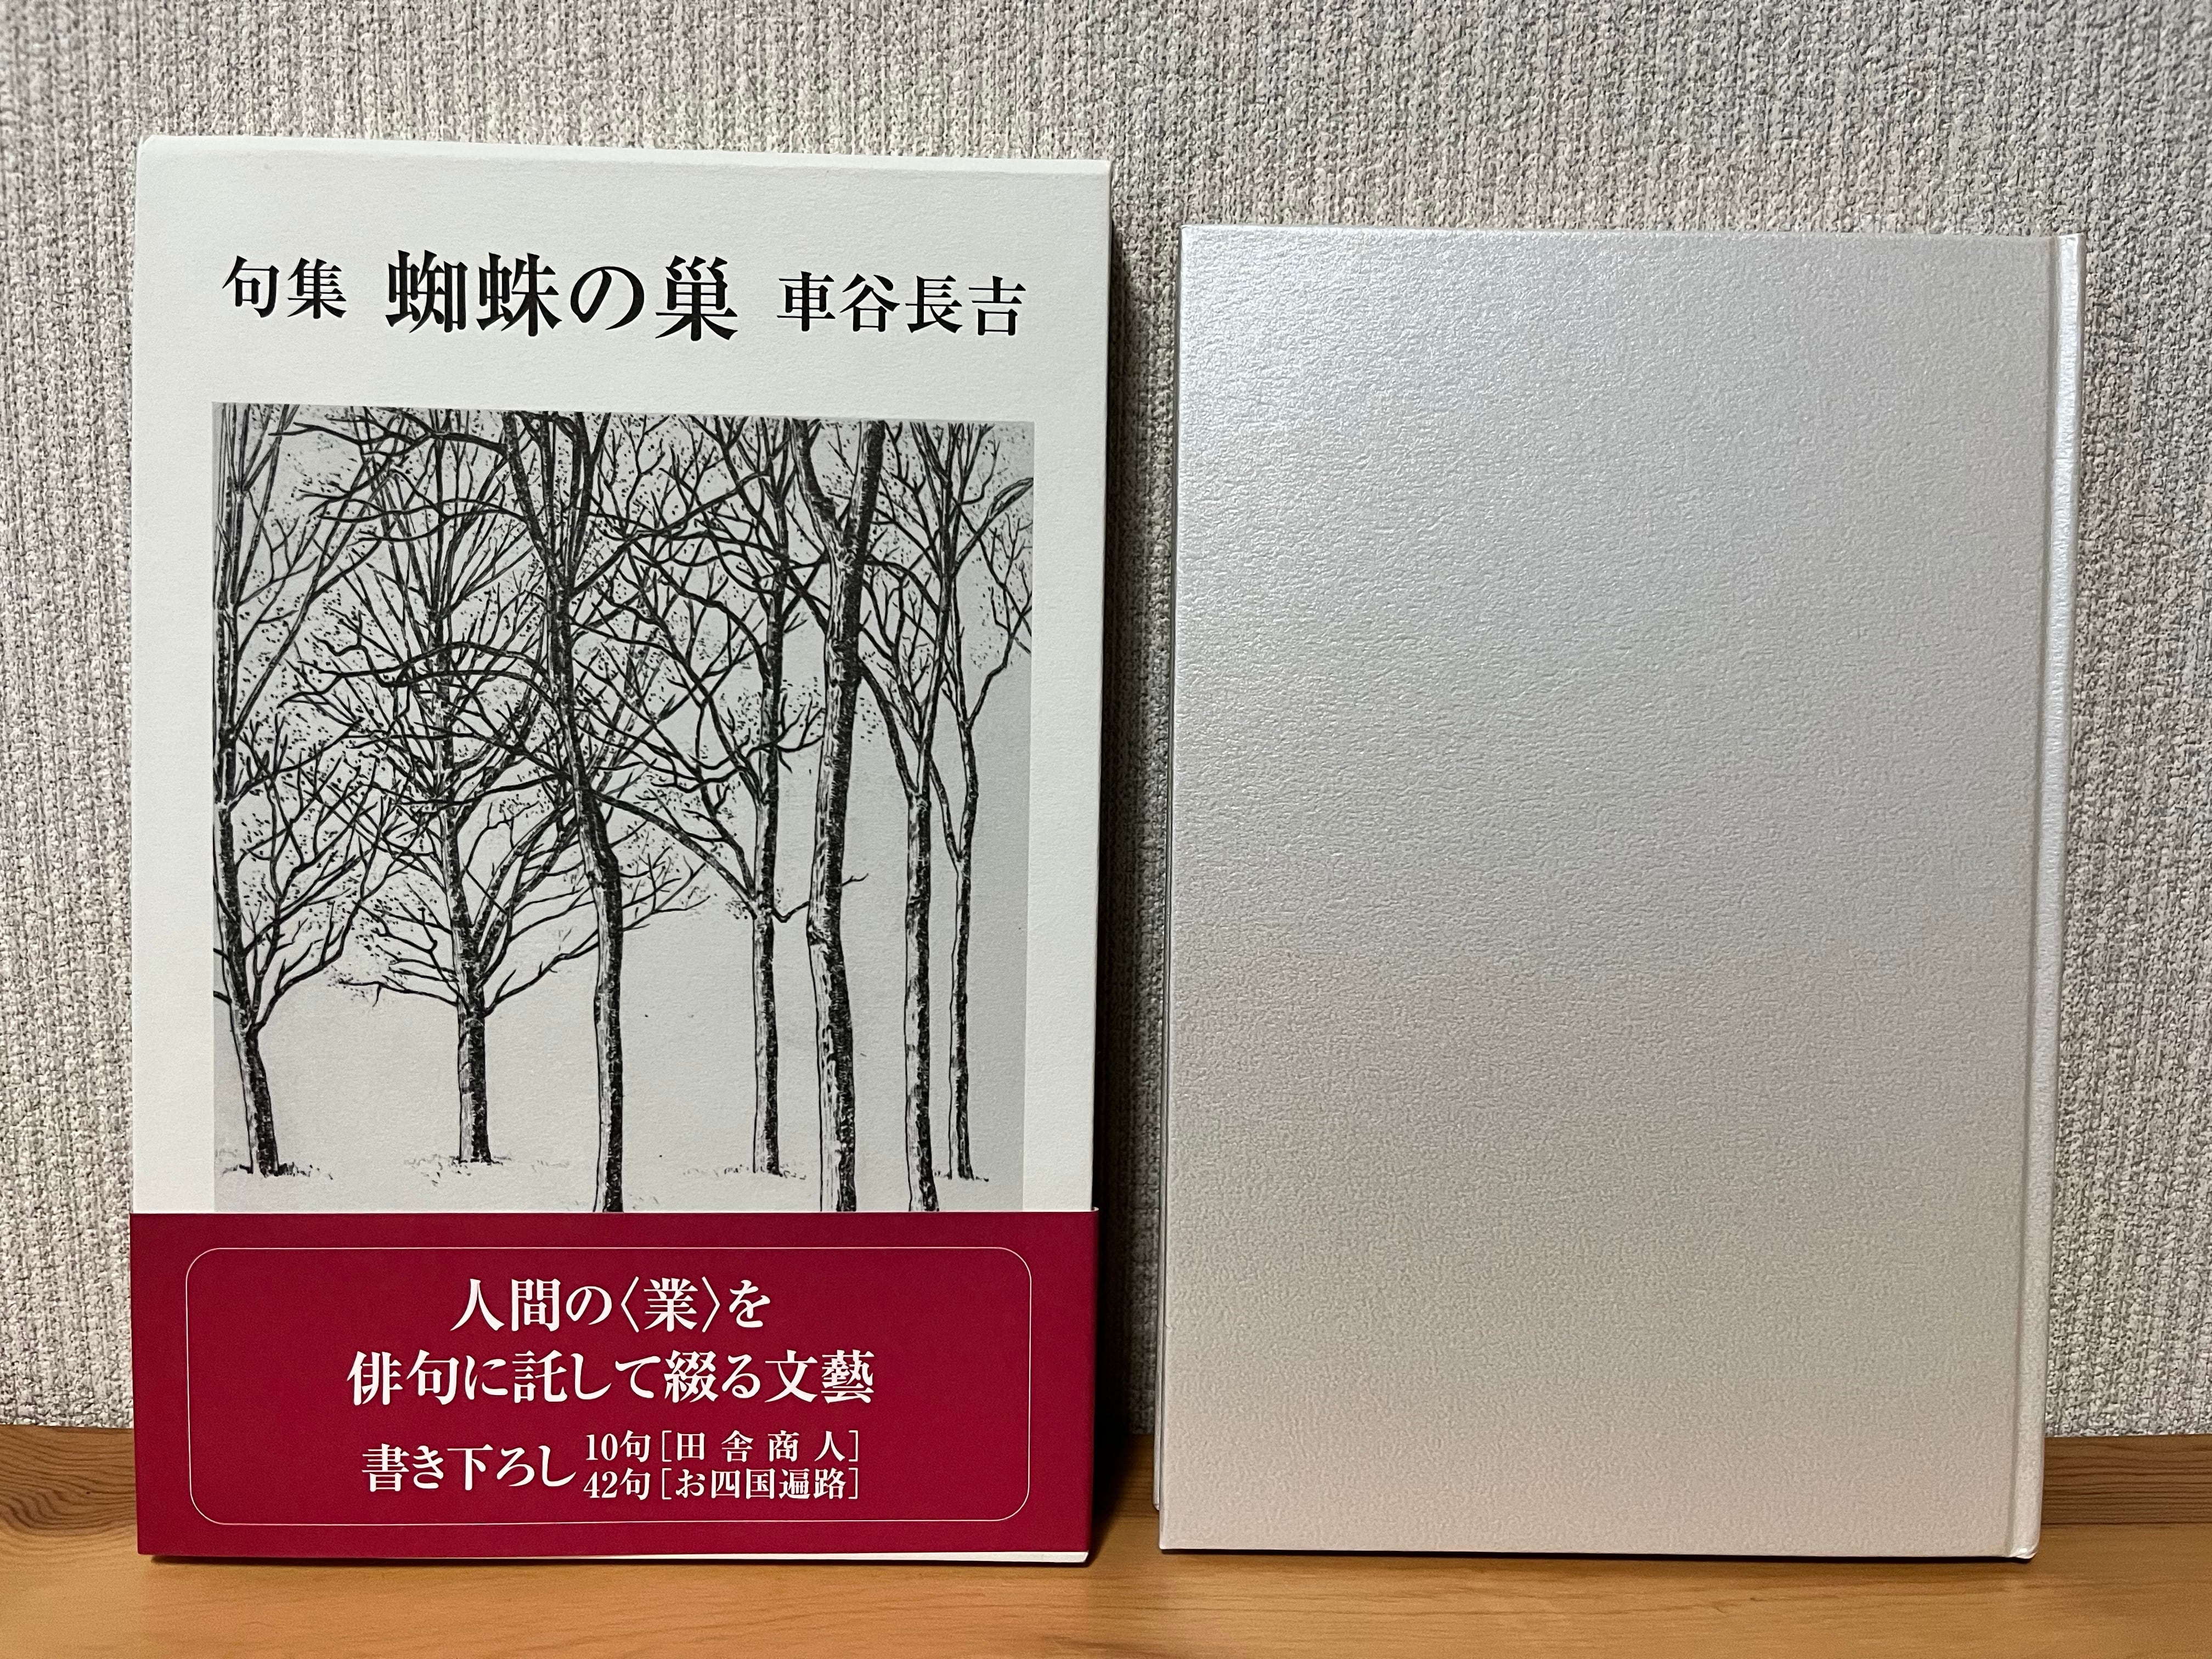 句集 蜘蛛の巣 車谷長吉
人間の〈業〉を
俳句に託して綴る文藝
書き下ろし 10句［田舎商人］
42句［お四国遍路］